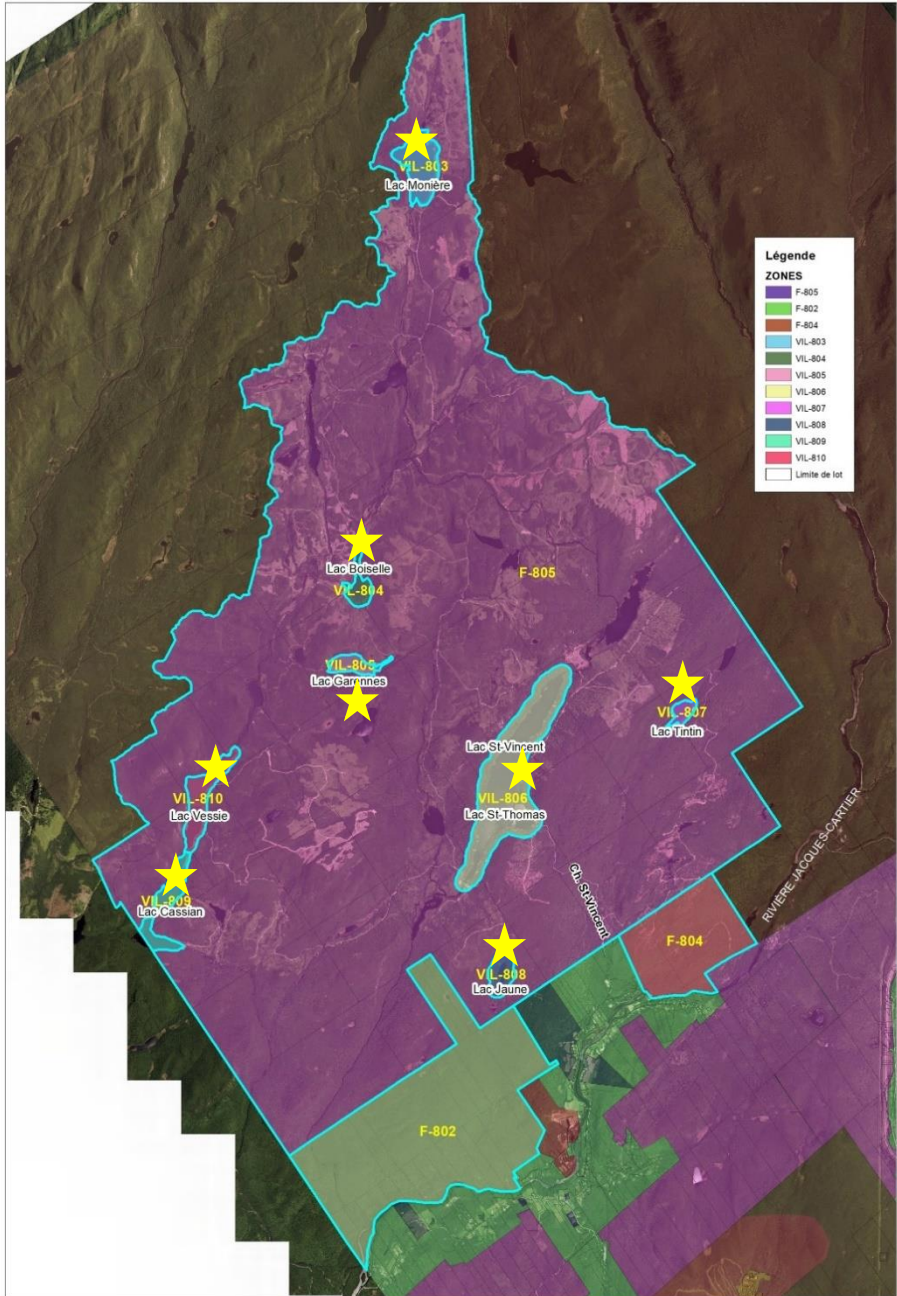 VIL-803
Lac Monière
Légende
ZONES
F-805
F-802
F-804
VIL-803
VIL-804
VIL-805
VIL-806
VIL-807
VIL-808
VIL-809
VIL-810
Limite de lot
Lac Boiselle
VIL-804
F-805
VIL-805
Lac Garennes
VIL-807
Lac Tintin
Lac St-Vincent
VIL-806
Lac St-Thomas
VIL-810
Lac Vessie
RIVIÈRE JACQUES-CARTIER
VIL-809
Lac Cassian
Ch. St-Vincent
F-804
VIL-808
Lac Jaune
F-802